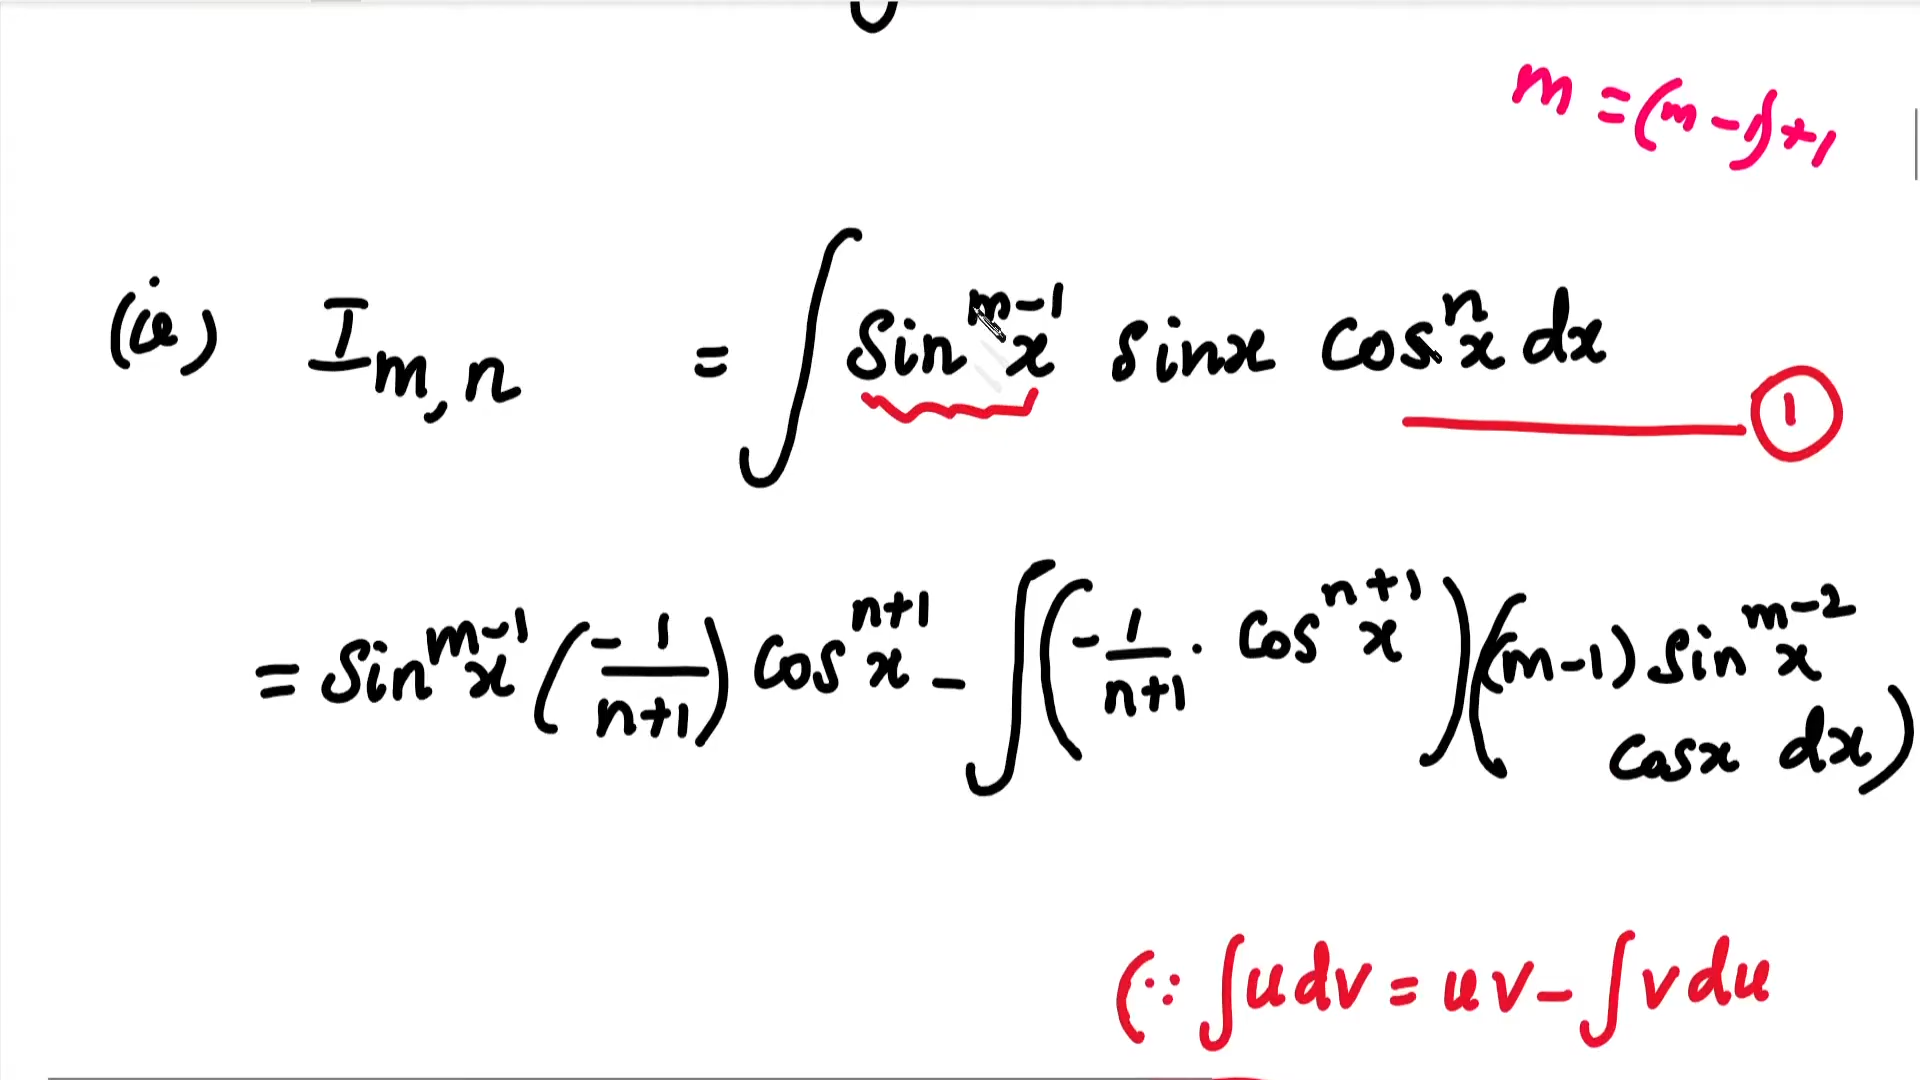 m = (m-1)+1
(ie) I_{m,n} = ∫ Sin^{m-1}x sinx cos^{n}x dx
①
= Sin^{m-1}x (-1/(n+1)) cos^{n+1}x - ∫ (-1/(n+1) · cos^{n+1}x) ((m-1) sin^{m-2}x
cosx dx)
(∵ ∫udv = uv - ∫vdu